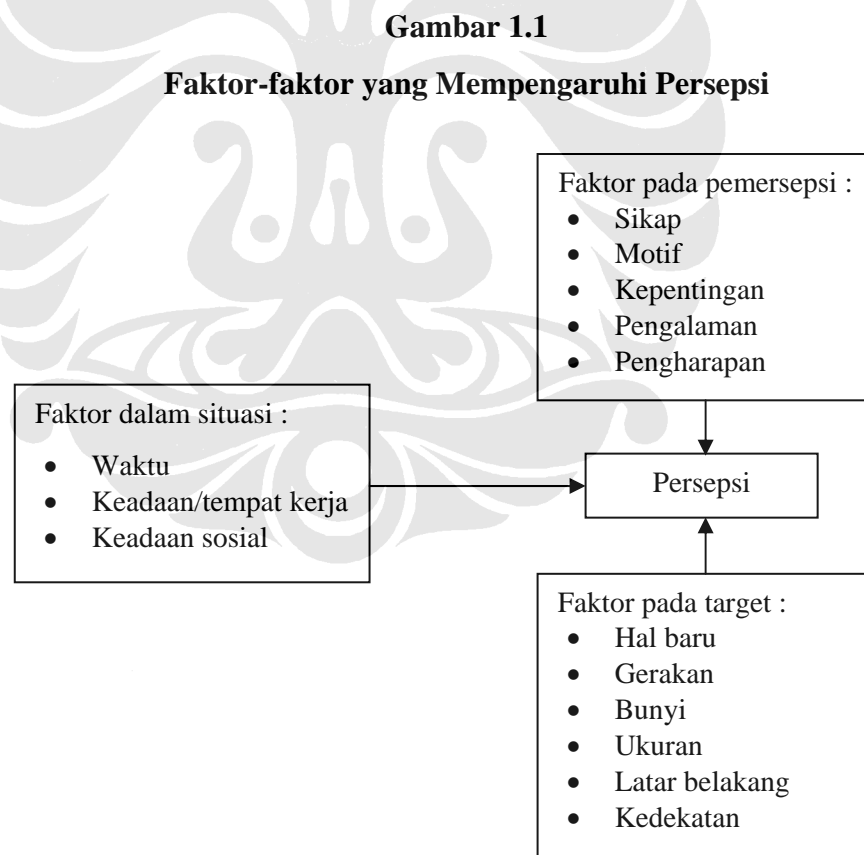 Gambar 1.1
Faktor-faktor yang Mempengaruhi Persepsi
Faktor pada pemersepsi :
• Sikap
• Motif
• Kepentingan
• Pengalaman
• Pengharapan
Faktor dalam situasi :
• Waktu
• Keadaan/tempat kerja
• Keadaan sosial
Persepsi
Faktor pada target :
• Hal baru
• Gerakan
• Bunyi
• Ukuran
• Latar belakang
• Kedekatan